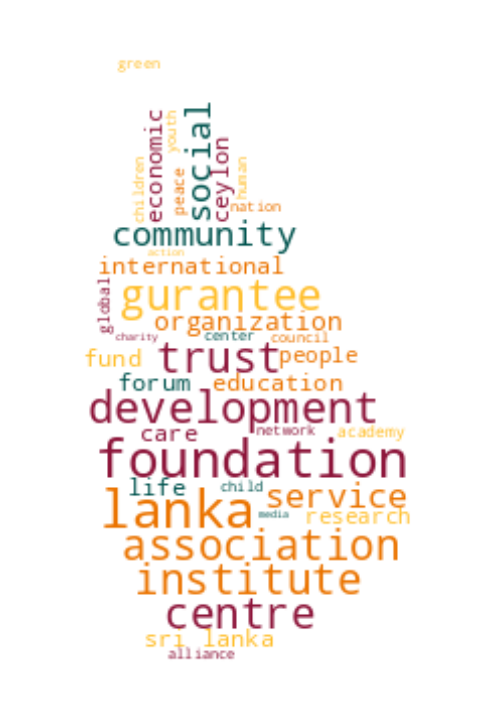 green
economic
youth
social
ceylon
children
peace
human
nation
community
action
international
global
gurantee
organization
charity
center
council
fund
trust
people
forum
education
development
care
network
academy
foundation
life
child
service
lanka
media
research
association
institute
centre
sri lanka
alliance